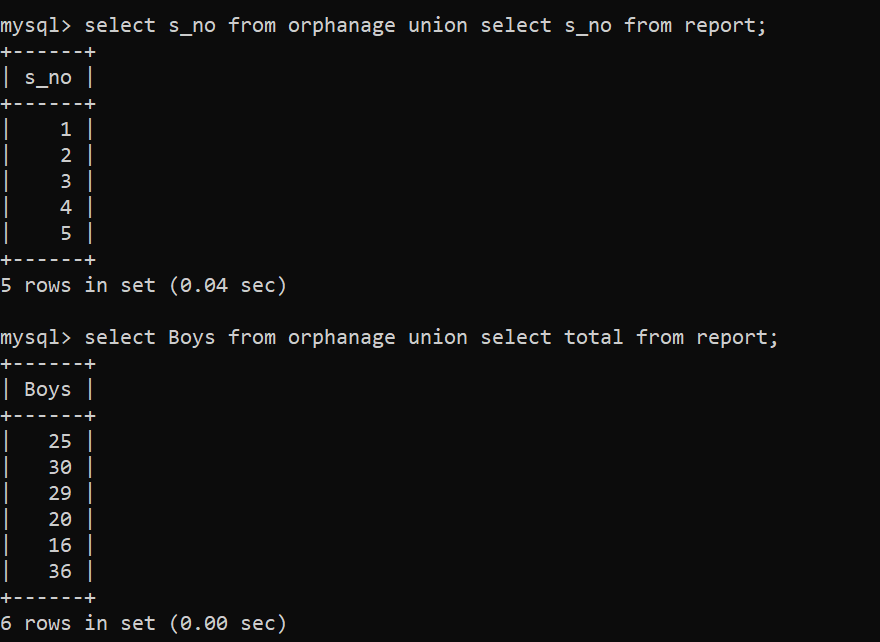 mysql> select s_no from orphanage union select s_no from report;
+------+
| s_no |
+------+
|    1 |
|    2 |
|    3 |
|    4 |
|    5 |
+------+
5 rows in set (0.04 sec)

mysql> select Boys from orphanage union select total from report;
+------+
| Boys |
+------+
|   25 |
|   30 |
|   29 |
|   20 |
|   16 |
|   36 |
+------+
6 rows in set (0.00 sec)